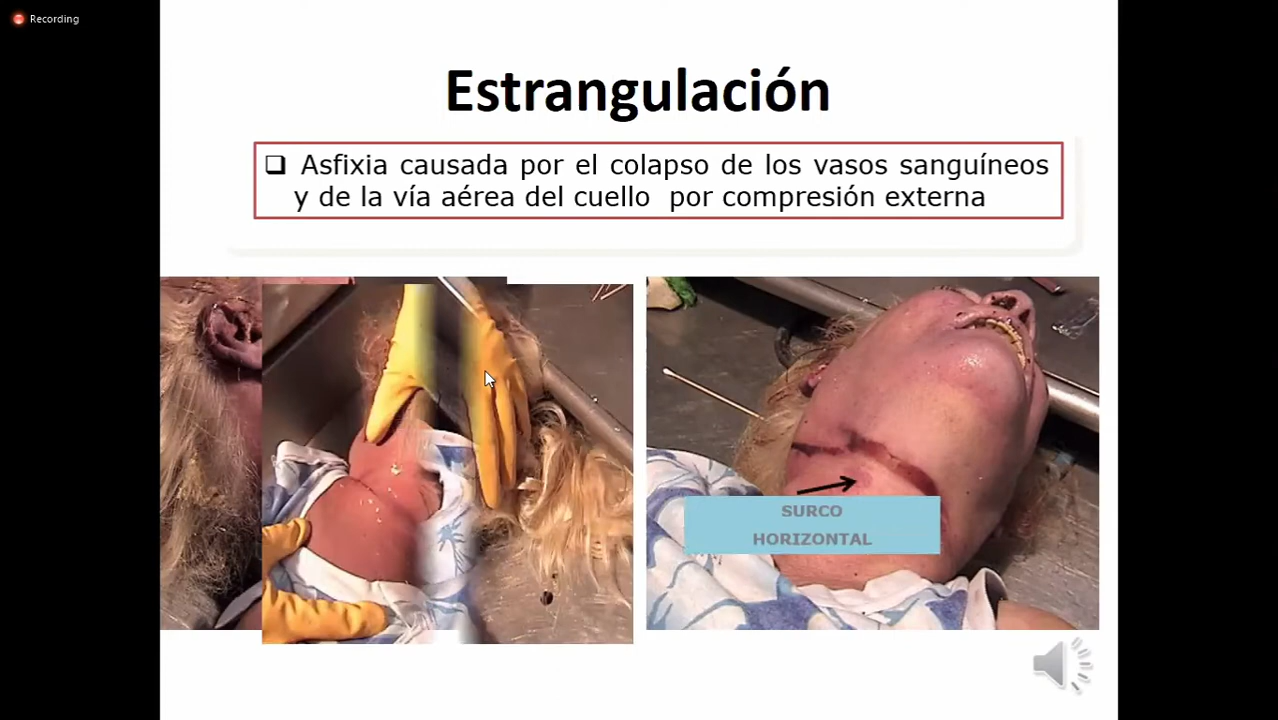 Recording
Estrangulación
❑ Asfixia causada por el colapso de los vasos sanguíneos
y de la vía aérea del cuello por compresión externa
SURCO
HORIZONTAL